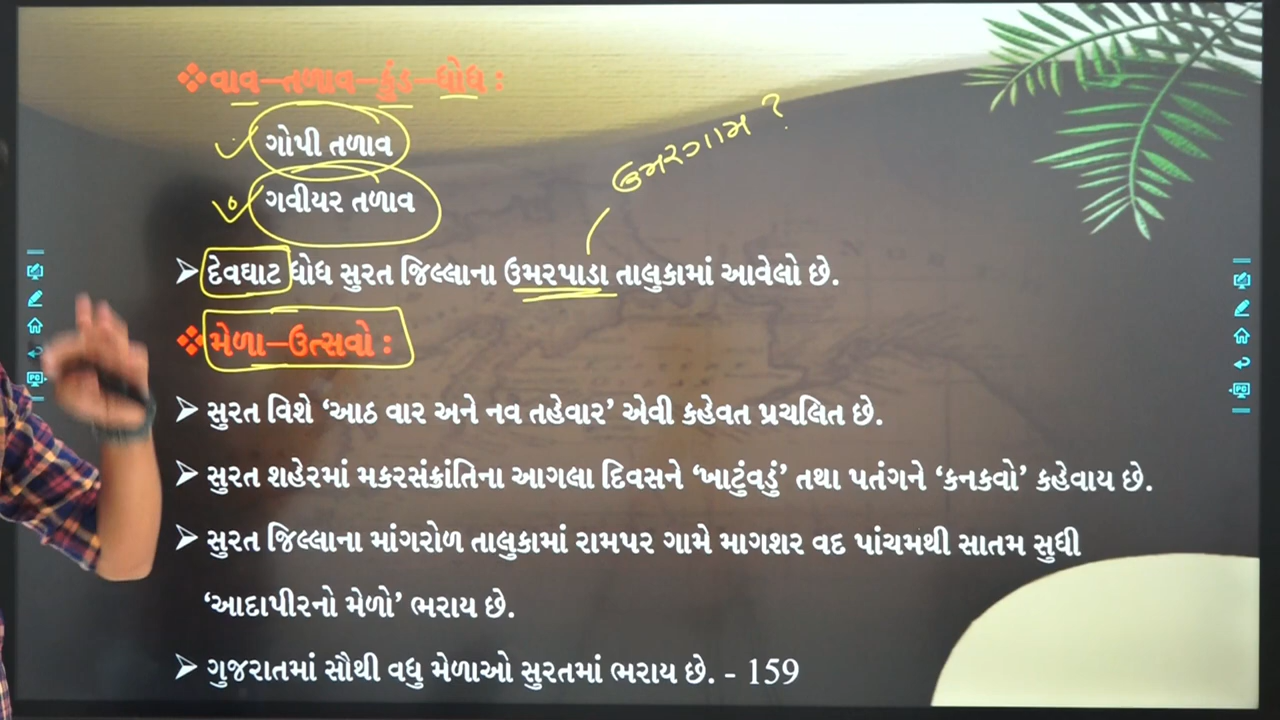 ❖વાવ–તળાવ–કુંડ–ધોધ :
ગોપી તળાવ
ઉમરગામ ?
ગવીયર તળાવ
➤ દેવઘાટ ધોધ સુરત જિલ્લાના ઉમરપાડા તાલુકામાં આવેલો છે.
❖મેળા–ઉત્સવો :
➤ સુરત વિશે ‘આઠ વાર અને નવ તહેવાર’ એવી કહેવત પ્રચલિત છે.
➤ સુરત શહેરમાં મકરસંક્રાંતિના આગલા દિવસને ‘ખાટુંવડું’ તથા પતંગને ‘કનકવો’ કહેવાય છે.
➤ સુરત જિલ્લાના માંગરોળ તાલુકામાં રામપર ગામે માગશર વદ પાંચમથી સાતમ સુધી
‘આદાપીરનો મેળો’ ભરાય છે.
➤ ગુજરાતમાં સૌથી વધુ મેળાઓ સુરતમાં ભરાય છે. - 159